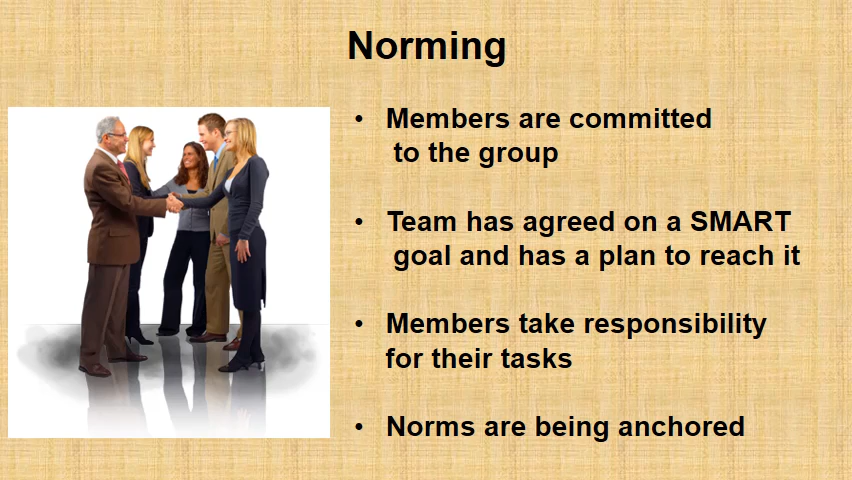 Norming
• Members are committed
to the group
• Team has agreed on a SMART
goal and has a plan to reach it
• Members take responsibility
for their tasks
• Norms are being anchored